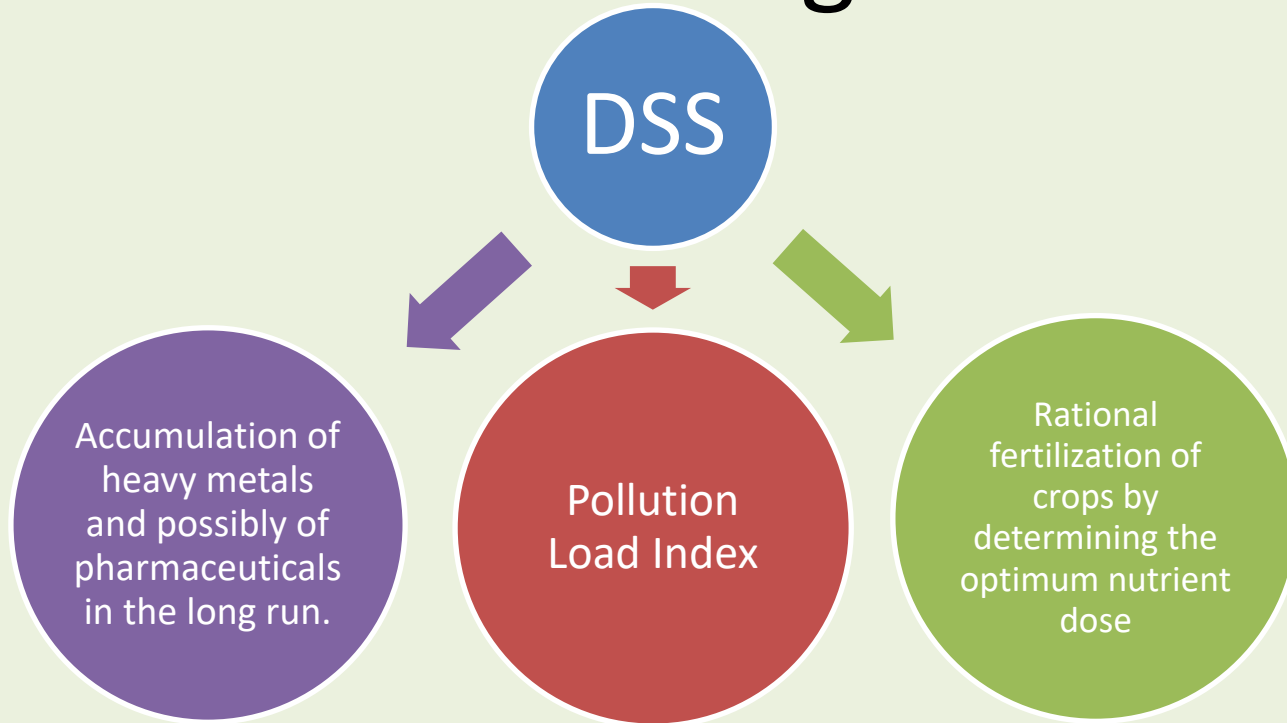 DSS
Accumulation of
heavy metals
and possibly of
pharmaceuticals
in the long run.
Pollution
Load Index
Rational
fertilization of
crops by
determining the
optimum nutrient
dose